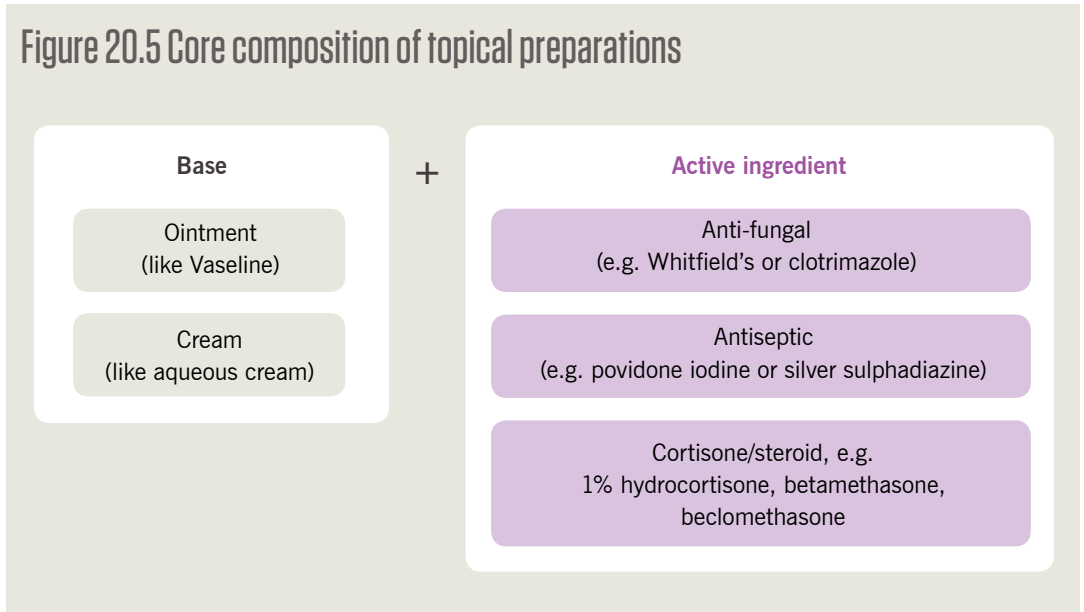 Figure 20.5 Core composition of topical preparations
Base
Ointment
(like Vaseline)
Cream
(like aqueous cream)
+
Active ingredient
Anti-fungal
(e.g. Whitfield's or clotrimazole)
Antiseptic
(e.g. povidone iodine or silver sulphadiazine)
Cortisone/steroid, e.g.
1% hydrocortisone, betamethasone,
beclomethasone